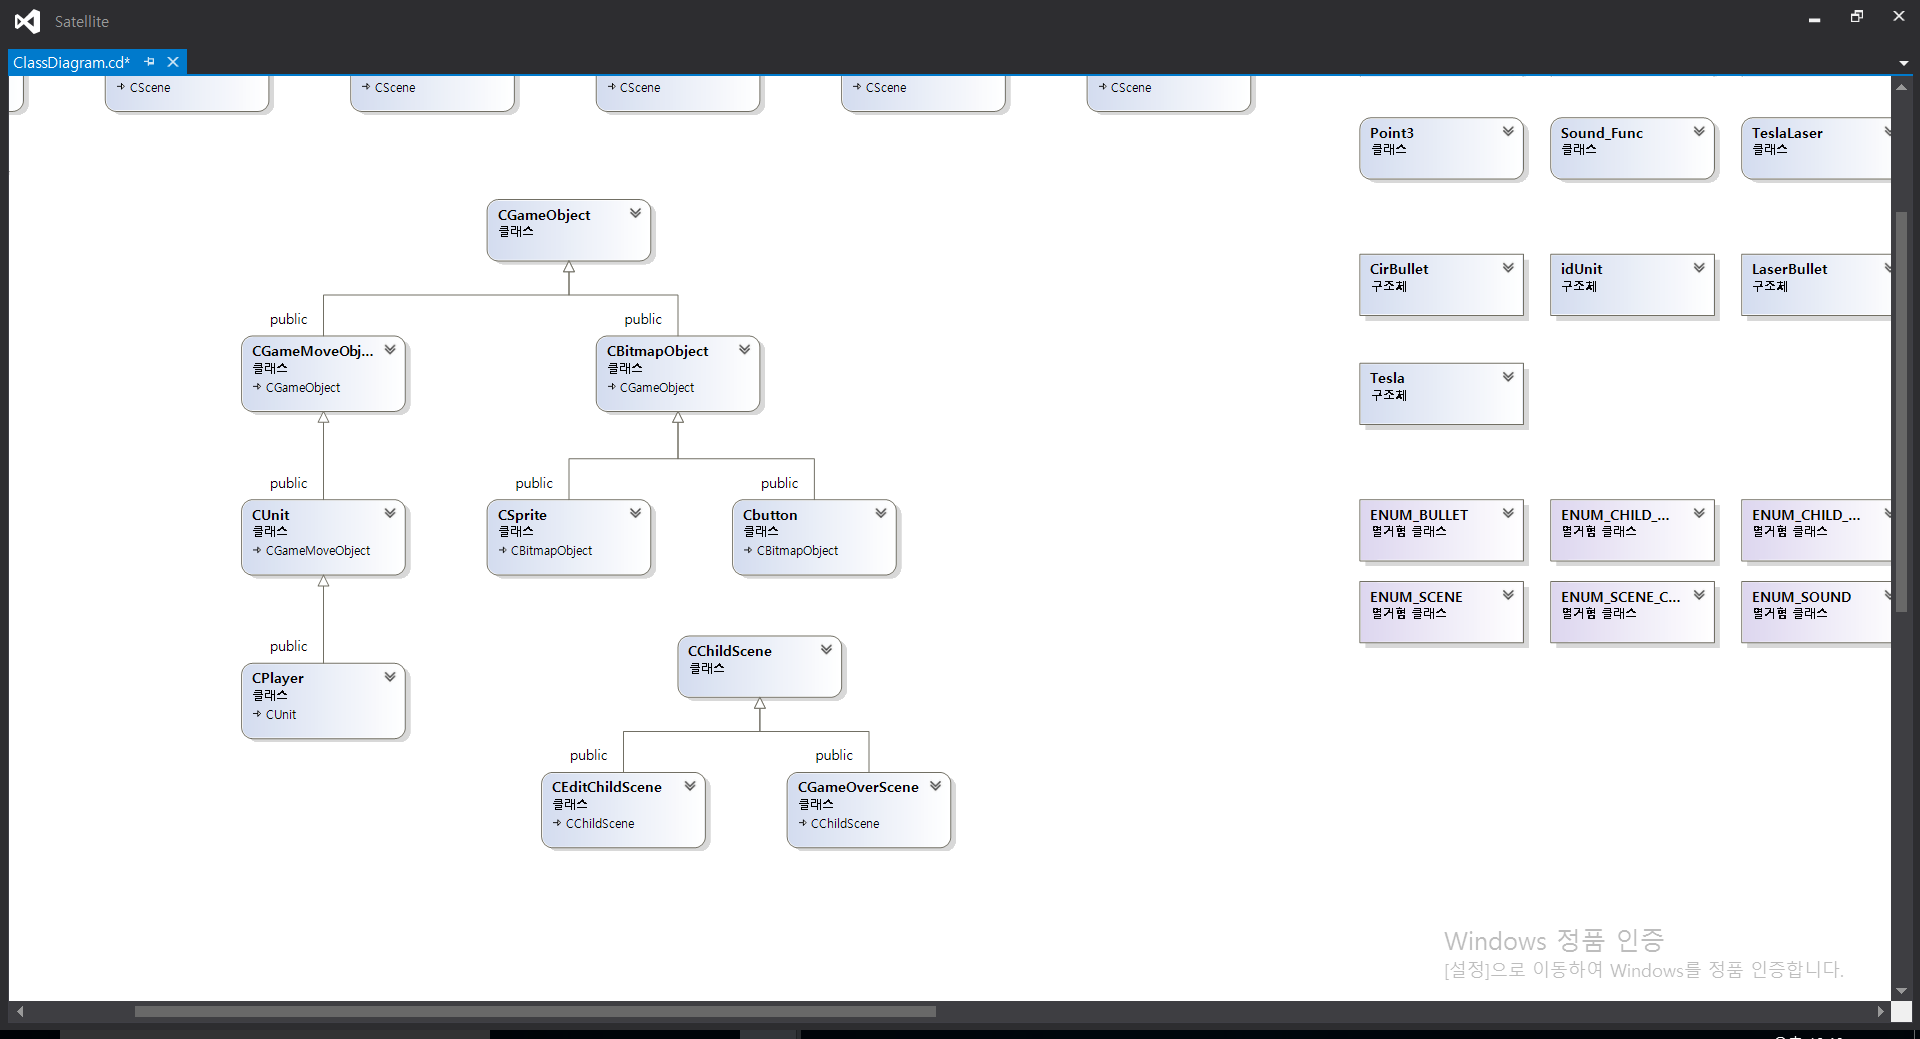 Satellite
ClassDiagram.cd*
CScene
CScene
CScene
CScene
CScene
Point3
클래스
Sound_Func
클래스
TeslaLaser
클래스
CGameObject
클래스
CirBullet
구조체
idUnit
구조체
LaserBullet
구조체
public
public
CGameMoveObj...
클래스
CGameObject
CBitmapObject
클래스
CGameObject
Tesla
구조체
public
public
public
CUnit
클래스
CGameMoveObject
CSprite
클래스
CBitmapObject
Cbutton
클래스
CBitmapObject
ENUM_BULLET
열거형 클래스
ENUM_CHILD_...
열거형 클래스
ENUM_CHILD_...
열거형 클래스
ENUM_SCENE
열거형 클래스
ENUM_SCENE_C...
열거형 클래스
ENUM_SOUND
열거형 클래스
public
CChildScene
클래스
CPlayer
클래스
CUnit
public
public
CEditChildScene
클래스
CChildScene
CGameOverScene
클래스
CChildScene
Windows 정품 인증
[설정]으로 이동하여 Windows를 정품 인증합니다.